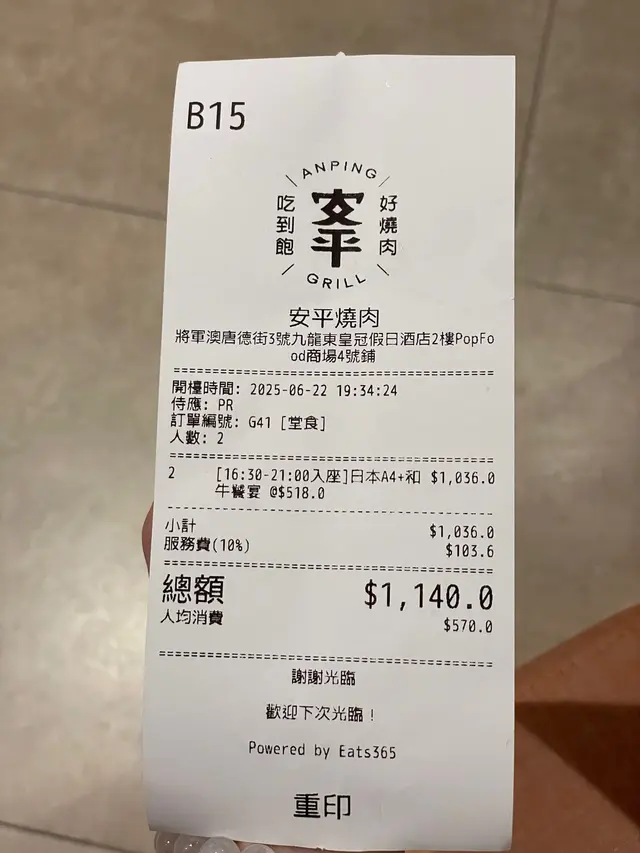 B15
ANPING
吃到飽
安平
好燒肉
GRILL
安平燒肉
將軍澳唐德街3號九龍東皇冠假日酒店2樓PopFo
od商場4號鋪
開檯時間: 2025-06-22 19:34:24
侍應: PR
訂單編號: G41 [堂食]
人數: 2
2 [16:30-21:00入座]日本A4+和 $1,036.0
牛饗宴 @$518.0
小計 $1,036.0
服務費(10%) $103.6
總額 $1,140.0
人均消費 $570.0
謝謝光臨
歡迎下次光臨！
Powered by Eats365
重印